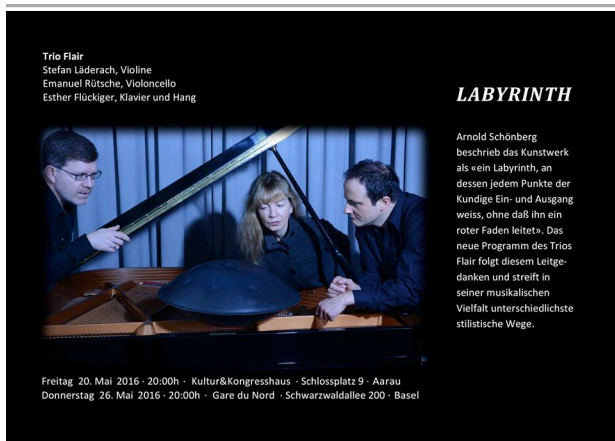 Trio Flair
Stefan Läderach, Violine
Emanuel Rütsche, Violoncello
Esther Flückiger, Klavier und Hang
LABYRINTH
Arnold Schönberg
beschrieb das Kunstwerk
als «ein Labyrinth, an
dessen jedem Punkte der
Kundige Ein- und Ausgang
weiss, ohne daß ihn ein
roter Faden leitet». Das
neue Programm des Trios
Flair folgt diesem Leitge-
danken und streift in
seiner musikalischen
Vielfalt unterschiedlichste
stilistische Wege.
Freitag 20. Mai 2016 · 20:00h · Kultur&Kongresshaus · Schlossplatz 9 · Aarau
Donnerstag 26. Mai 2016 · 20:00h · Gare du Nord · Schwarzwaldallee 200 · Basel